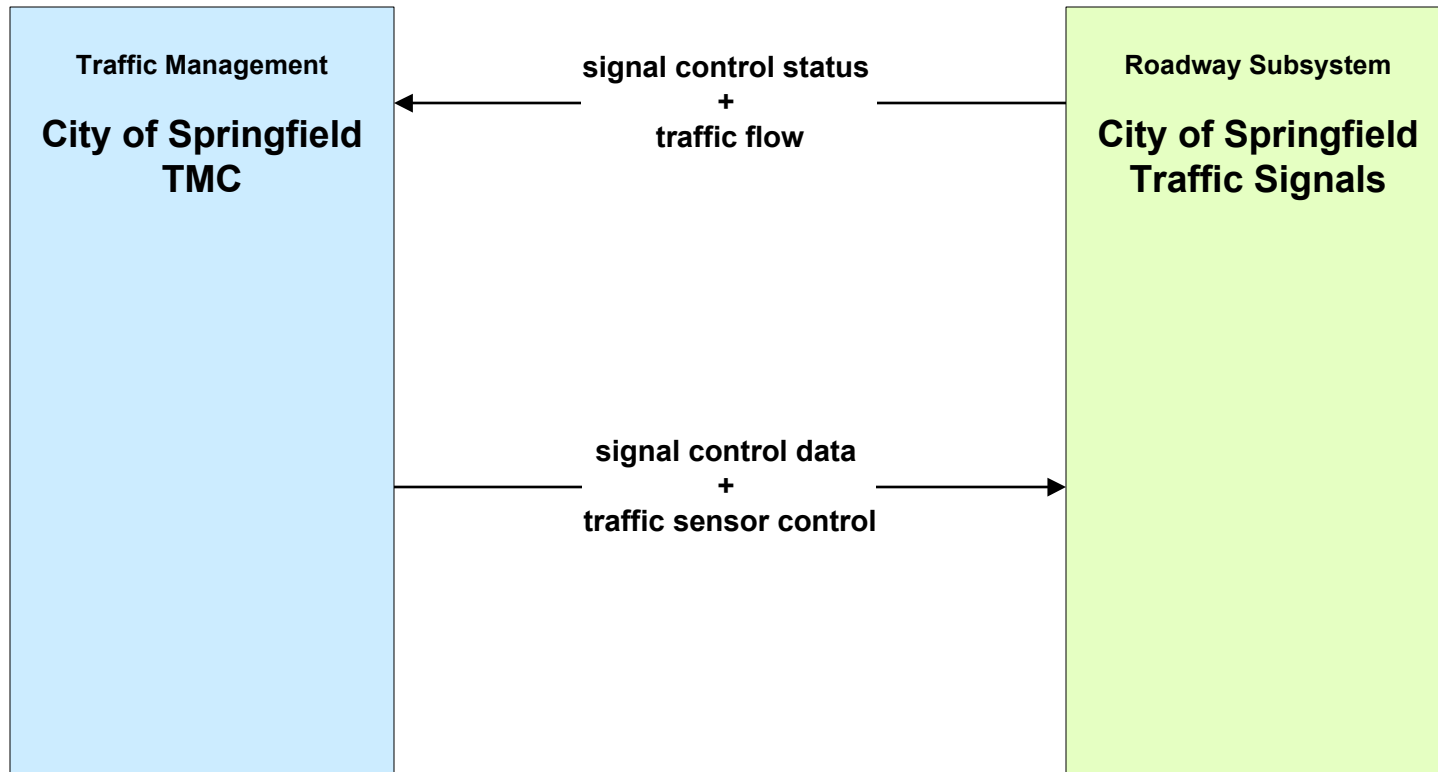 Traffic Management
City of Springfield
TMC
signal control status
+
traffic flow
Roadway Subsystem
City of Springfield
Traffic Signals
signal control data
+
traffic sensor control